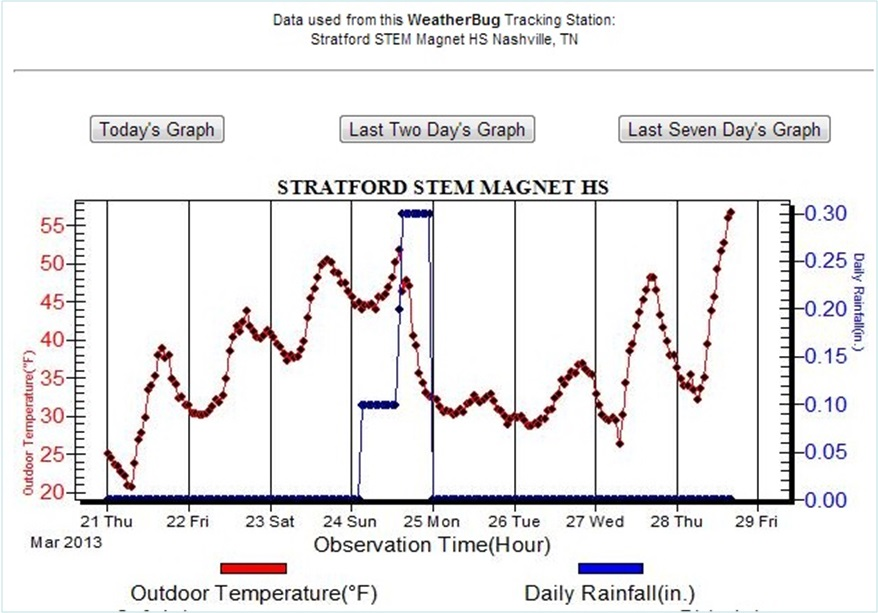 Data used from this WeatherBug Tracking Station:
Stratford STEM Magnet HS Nashville, TN
Today's Graph Last Two Day's Graph Last Seven Day's Graph
STRATFORD STEM MAGNET HS
55
50
45
40
35
30
25
20
Outdoor Temperature(°F)
0.30
0.25
0.20
0.15
0.10
0.05
0.00
Daily Rainfall(in.)
21 Thu 22 Fri 23 Sat 24 Sun 25 Mon 26 Tue 27 Wed 28 Thu 29 Fri
Mar 2013
Observation Time(Hour)
Outdoor Temperature(°F) Daily Rainfall(in.)